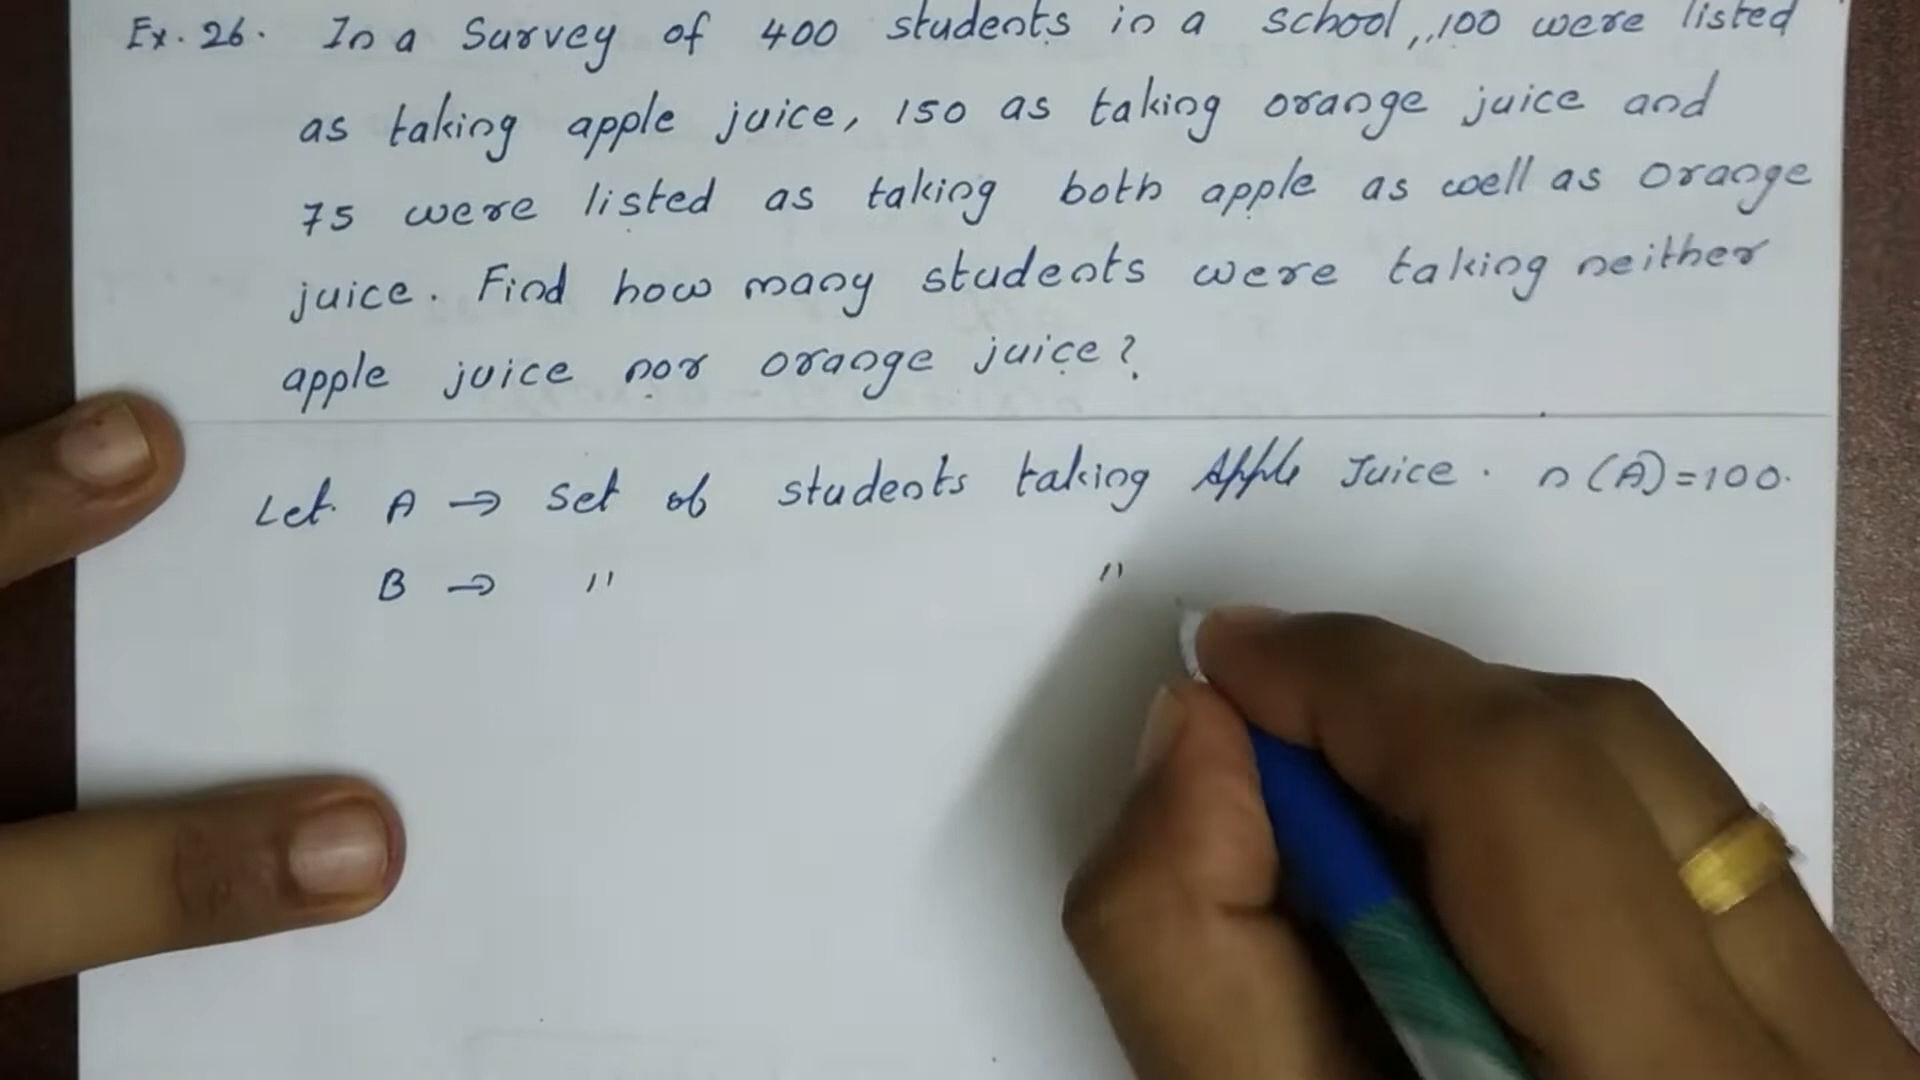 Ex. 26. In a Survey of 400 students in a school, 100 were listed
as taking apple juice, 150 as taking orange juice and
75 were listed as taking both apple as well as orange
juice. Find how many students were taking neither
apple juice nor orange juice?
Let A → Set of students taking Apple Juice. n(A)=100.
B → " "